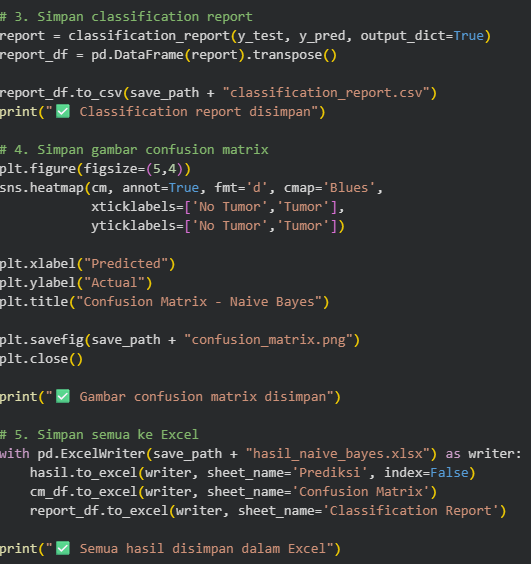 # 3. Simpan classification report
report = classification_report(y_test, y_pred, output_dict=True)
report_df = pd.DataFrame(report).transpose()
report_df.to_csv(save_path + "classification_report.csv")
print("✅ Classification report disimpan")
# 4. Simpan gambar confusion matrix
plt.figure(figsize=(5,4))
sns.heatmap(cm, annot=True, fmt='d', cmap='Blues',
            xticklabels=['No Tumor','Tumor'],
            yticklabels=['No Tumor','Tumor'])
plt.xlabel("Predicted")
plt.ylabel("Actual")
plt.title("Confusion Matrix - Naive Bayes")
plt.savefig(save_path + "confusion_matrix.png")
plt.close()
print("✅ Gambar confusion matrix disimpan")
# 5. Simpan semua ke Excel
with pd.ExcelWriter(save_path + "hasil_naive_bayes.xlsx") as writer:
    hasil.to_excel(writer, sheet_name='Prediksi', index=False)
    cm_df.to_excel(writer, sheet_name='Confusion Matrix')
    report_df.to_excel(writer, sheet_name='Classification Report')
print("✅ Semua hasil disimpan dalam Excel")